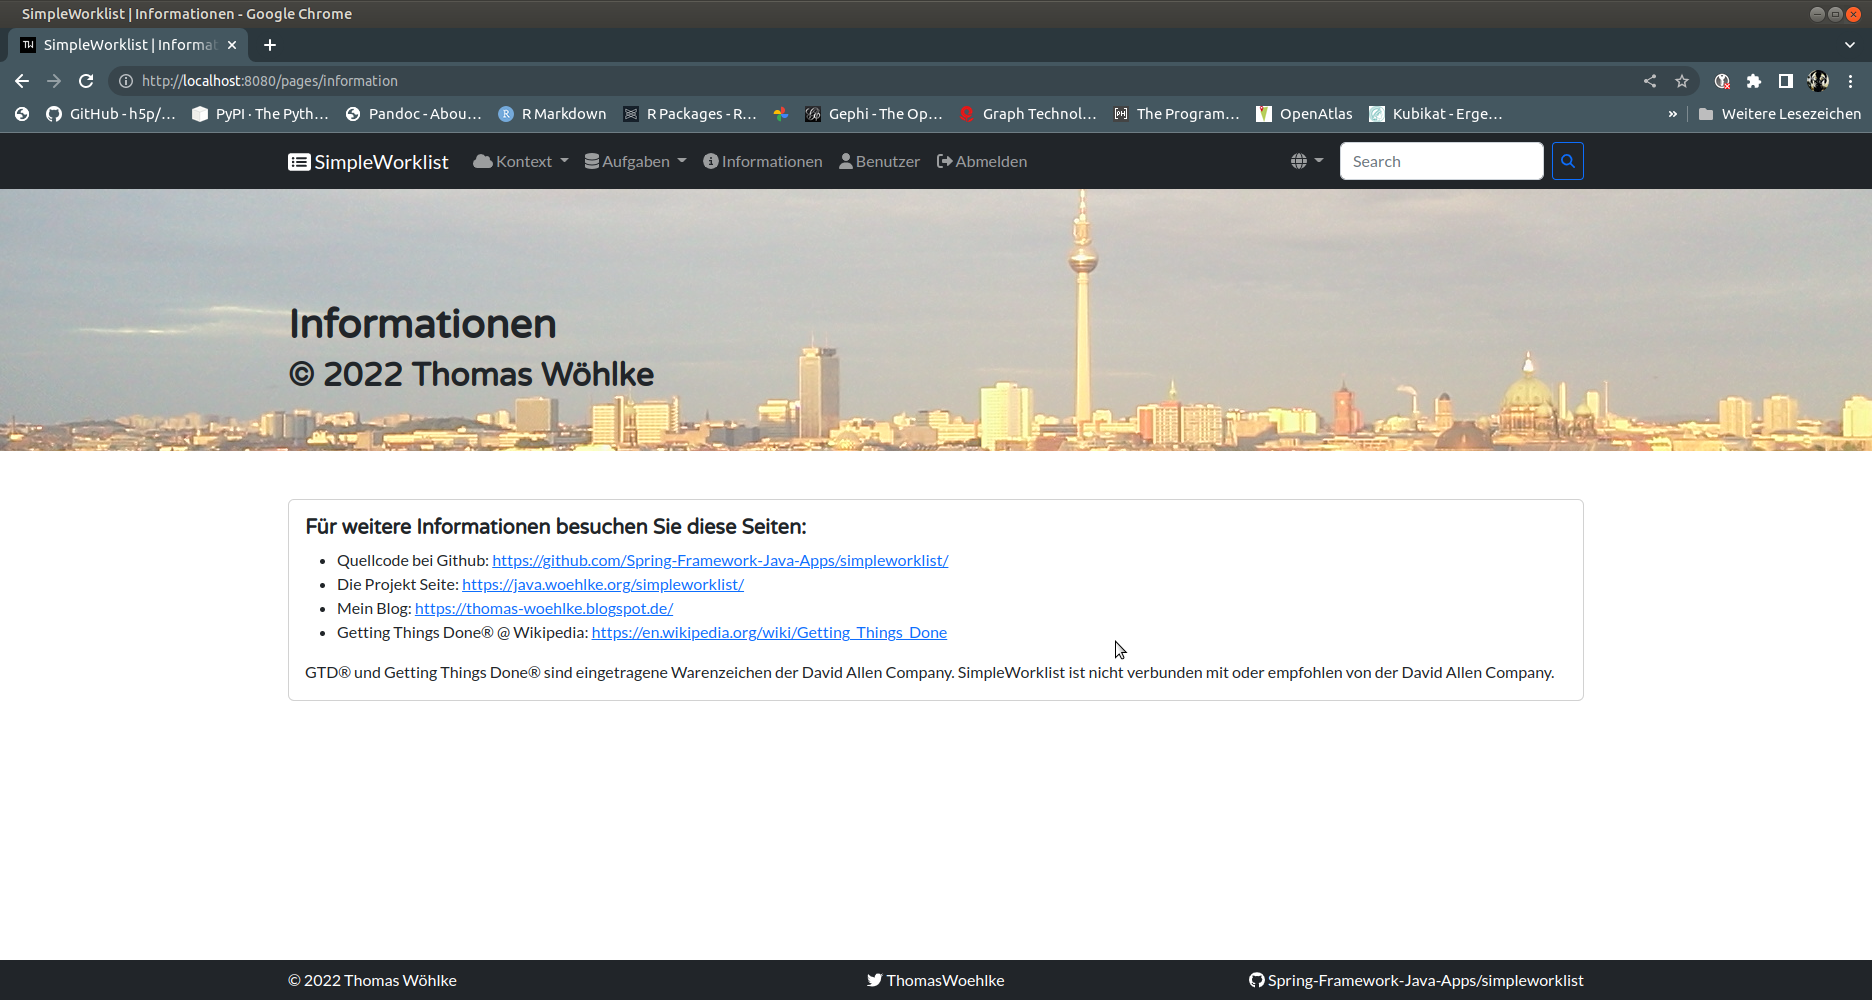 SimpleWorklist | Informationen - Google Chrome
SimpleWorklist | Informat
http://localhost:8080/pages/information
GitHub - h5p/… PyPI · The Pyth… Pandoc - Abou… R Markdown R Packages - R… Gephi - The Op… Graph Technol… The Program… OpenAtlas Kubikat - Erge… » Weitere Lesezeichen
SimpleWorklist Kontext Aufgaben Informationen Benutzer Abmelden Search
Informationen
© 2022 Thomas Wöhlke
Für weitere Informationen besuchen Sie diese Seiten:
• Quellcode bei Github: https://github.com/Spring-Framework-Java-Apps/simpleworklist/
• Die Projekt Seite: https://java.woehlke.org/simpleworklist/
• Mein Blog: https://thomas-woehlke.blogspot.de/
• Getting Things Done® @ Wikipedia: https://en.wikipedia.org/wiki/Getting_Things_Done
GTD® und Getting Things Done® sind eingetragene Warenzeichen der David Allen Company. SimpleWorklist ist nicht verbunden mit oder empfohlen von der David Allen Company.
© 2022 Thomas Wöhlke ThomasWoehlke Spring-Framework-Java-Apps/simpleworklist